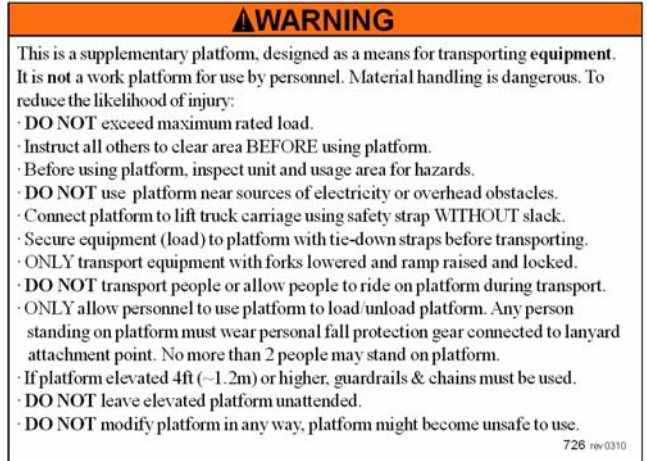 ⚠WARNING
This is a supplementary platform, designed as a means for transporting equipment.
It is not a work platform for use by personnel. Material handling is dangerous. To
reduce the likelihood of injury:
· DO NOT exceed maximum rated load.
· Instruct all others to clear area BEFORE using platform.
· Before using platform, inspect unit and usage area for hazards.
· DO NOT use platform near sources of electricity or overhead obstacles.
· Connect platform to lift truck carriage using safety strap WITHOUT slack.
· Secure equipment (load) to platform with tie-down straps before transporting.
· ONLY transport equipment with forks lowered and ramp raised and locked.
· DO NOT transport people or allow people to ride on platform during transport.
· ONLY allow personnel to use platform to load/unload platform. Any person
standing on platform must wear personal fall protection gear connected to lanyard
attachment point. No more than 2 people may stand on platform.
· If platform elevated 4ft (~1.2m) or higher, guardrails & chains must be used.
· DO NOT leave elevated platform unattended.
· DO NOT modify platform in any way, platform might become unsafe to use.
726 rev 0310